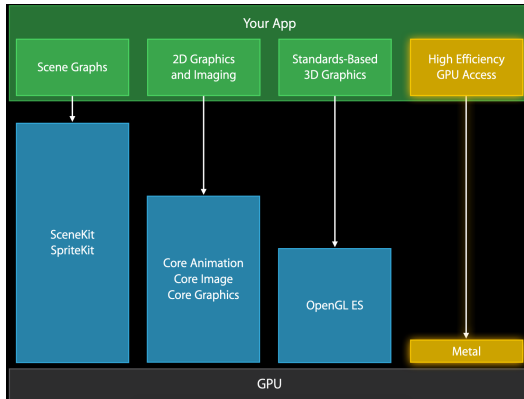 Your App
Scene Graphs
2D Graphics
and Imaging
Standards-Based
3D Graphics
High Efficiency
GPU Access
SceneKit
SpriteKit
Core Animation
Core Image
Core Graphics
OpenGL ES
Metal
GPU